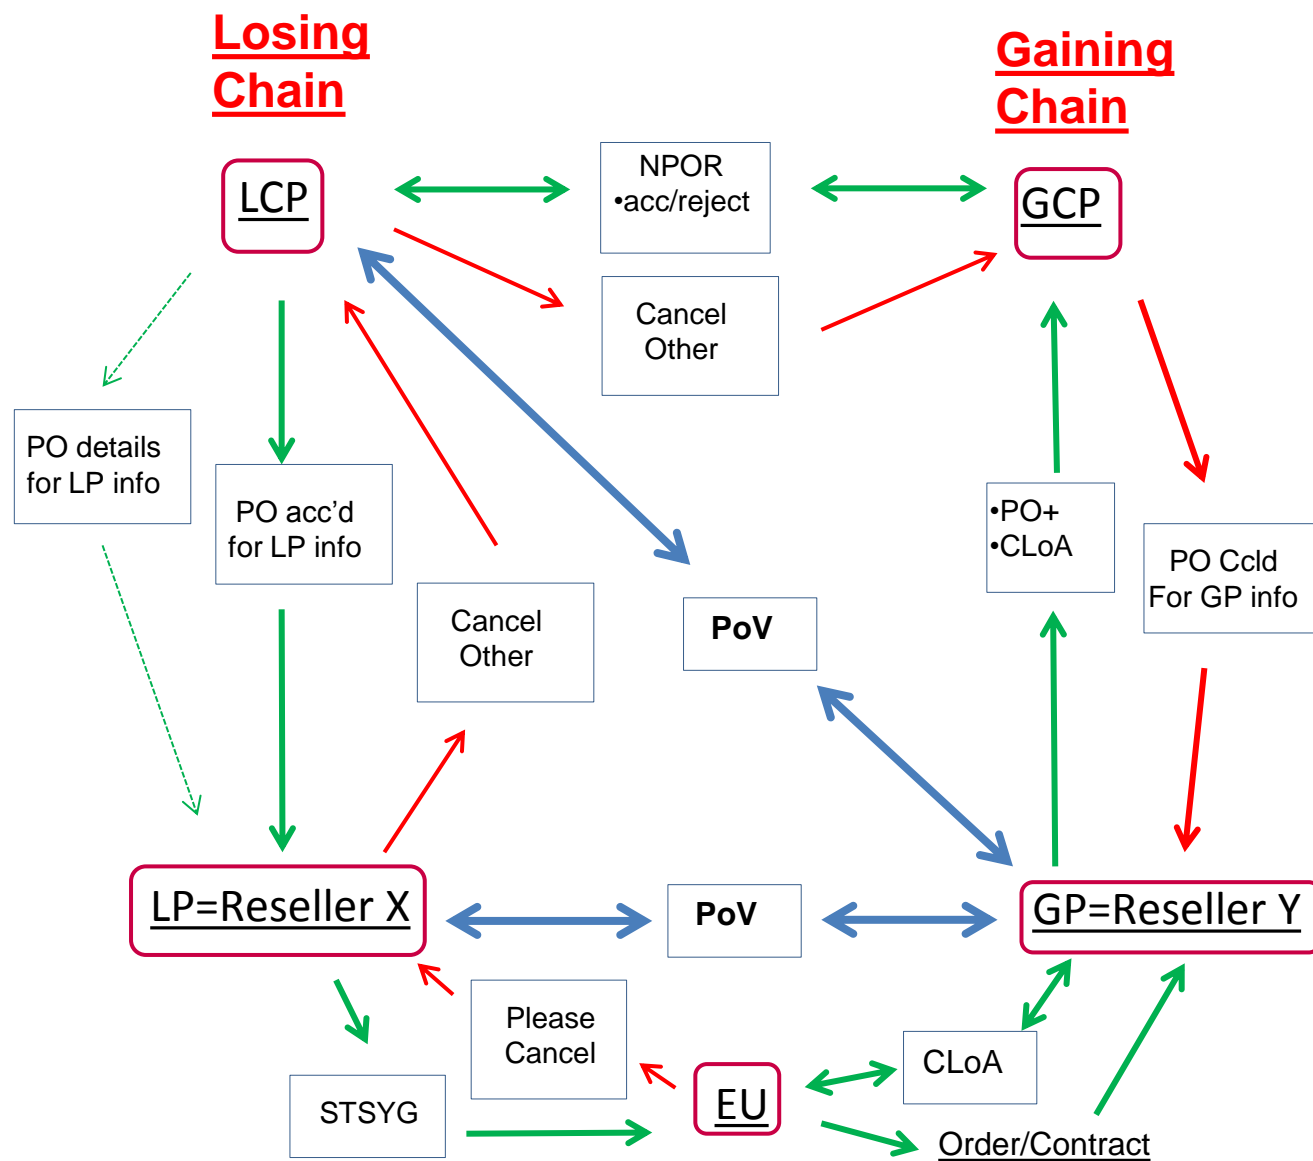 Losing
Chain
Gaining
Chain
NPOR
•acc/reject
LCP
GCP
Cancel
Other
PO details
for LP info
PO acc’d
for LP info
•PO+
•CLoA
PO Ccld
For GP info
Cancel
Other
PoV
LP=Reseller X
PoV
GP=Reseller Y
Please
Cancel
CLoA
STSYG
EU
Order/Contract